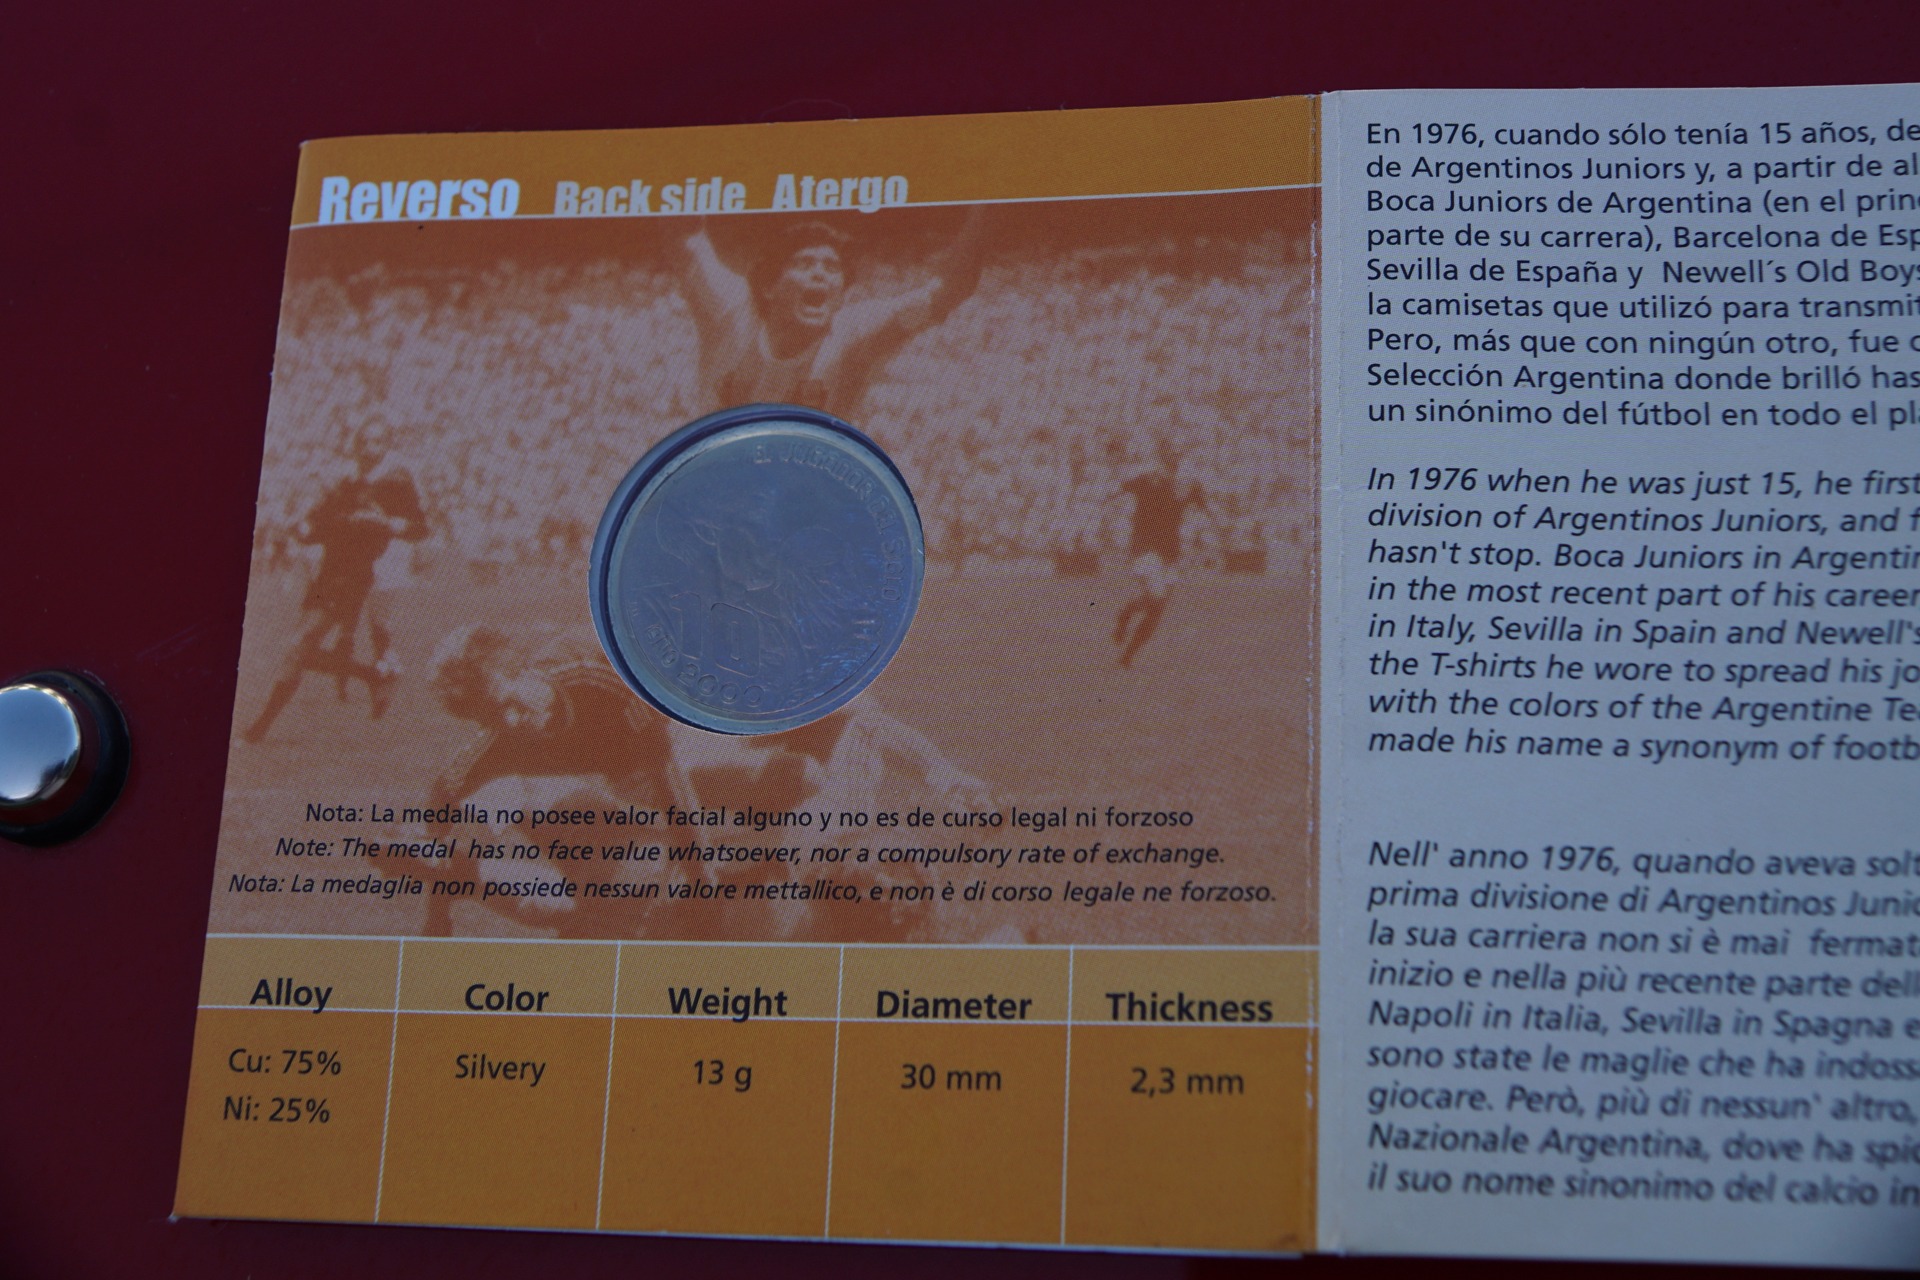 Reverso Back side Atergo
EL JUGADOR DEL SIGLO
10
AÑO 2000
Nota: La medalla no posee valor facial alguno y no es de curso legal ni forzoso
Note: The medal has no face value whatsoever, nor a compulsory rate of exchange.
Nota: La medaglia non possiede nessun valore mettallico, e non è di corso legale ne forzoso.
Alloy Color Weight Diameter Thickness
Cu: 75% Silvery 13 g 30 mm 2,3 mm
Ni: 25%
En 1976, cuando sólo tenía 15 años, de
de Argentinos Juniors y, a partir de al
Boca Juniors de Argentina (en el prin
parte de su carrera), Barcelona de Esp
Sevilla de España y Newell´s Old Boys
la camisetas que utilizó para transmit
Pero, más que con ningún otro, fue
Selección Argentina donde brilló has
un sinónimo del fútbol en todo el pl
In 1976 when he was just 15, he first
division of Argentinos Juniors, and f
hasn't stop. Boca Juniors in Argentin
in the most recent part of his career
in Italy, Sevilla in Spain and Newell's
the T-shirts he wore to spread his jo
with the colors of the Argentine Te
made his name a synonym of footb
Nell' anno 1976, quando aveva solt
prima divisione di Argentinos Junio
la sua carriera non si è mai fermat
inizio e nella più recente parte dell
Napoli in Italia, Sevilla in Spagna e
sono state le maglie che ha indoss
giocare. Però, più di nessun' altro,
Nazionale Argentina, dove ha spic
il suo nome sinonimo del calcio in